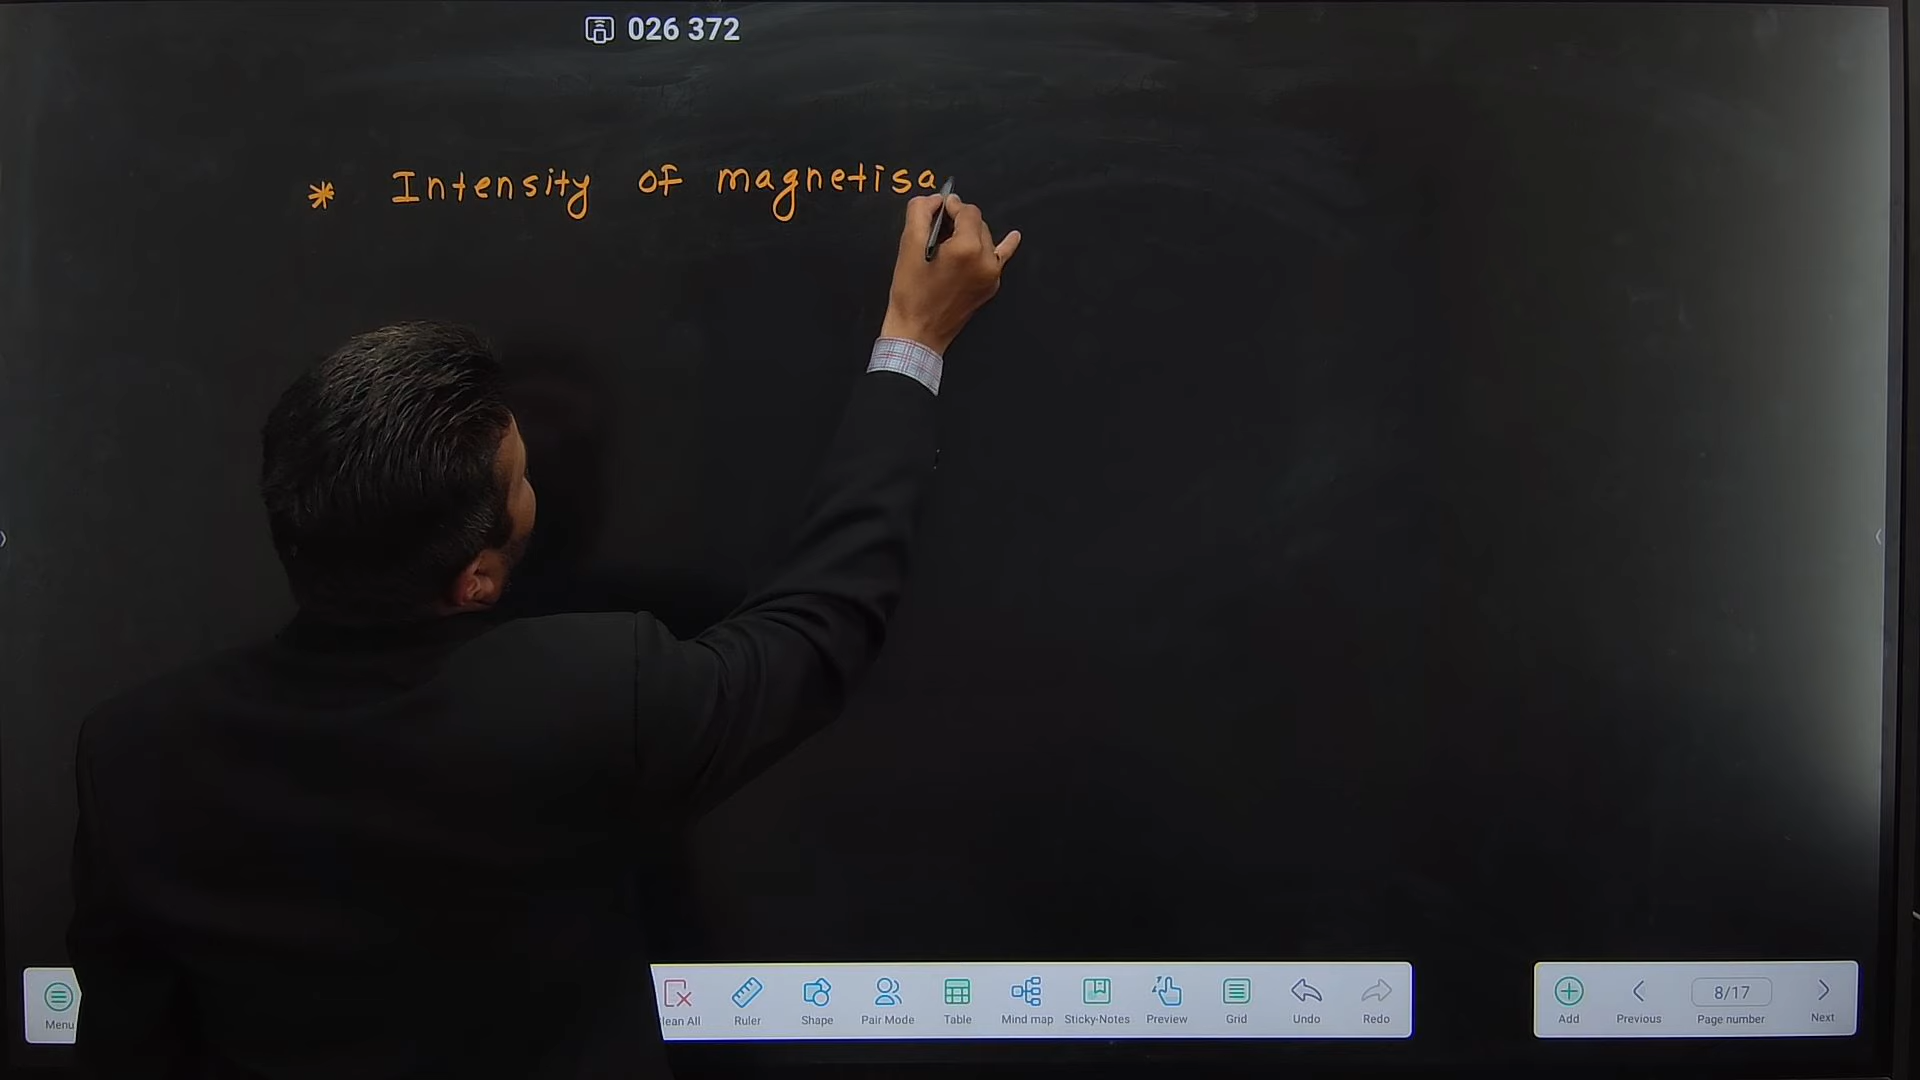 026 372
* Intensity of magnetisa
Menu
lean All
Ruler
Shape
Pair Mode
Table
Mind map
Sticky-Notes
Preview
Grid
Undo
Redo
Add
Previous
8/17
Page number
Next